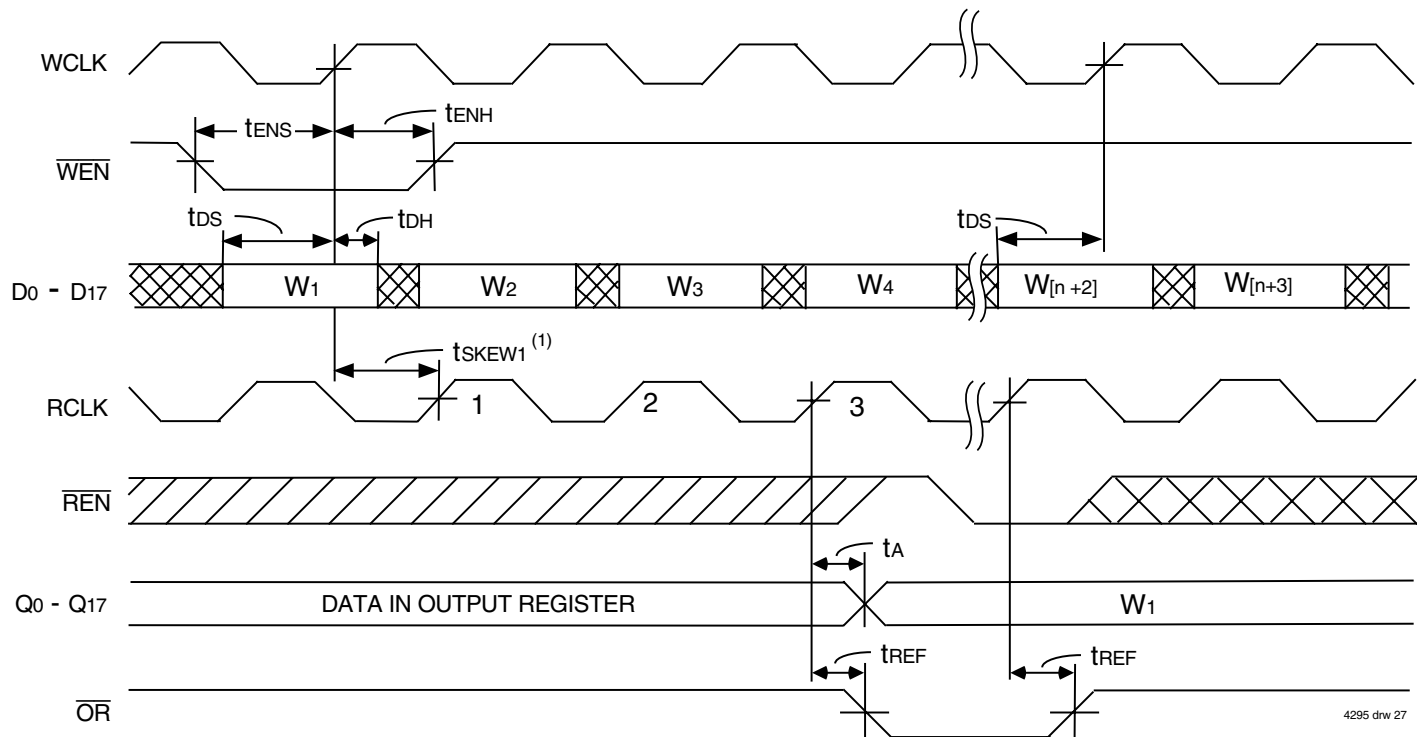 WCLK
tENS
tENH
WEN
tDS
tDH
tDS
D0 - D17
W1
W2
W3
W4
W[n +2]
W[n+3]
tSKEW1 (1)
RCLK
1
2
3
REN
tA
Q0 - Q17
DATA IN OUTPUT REGISTER
W1
tREF
tREF
OR
4295 drw 27